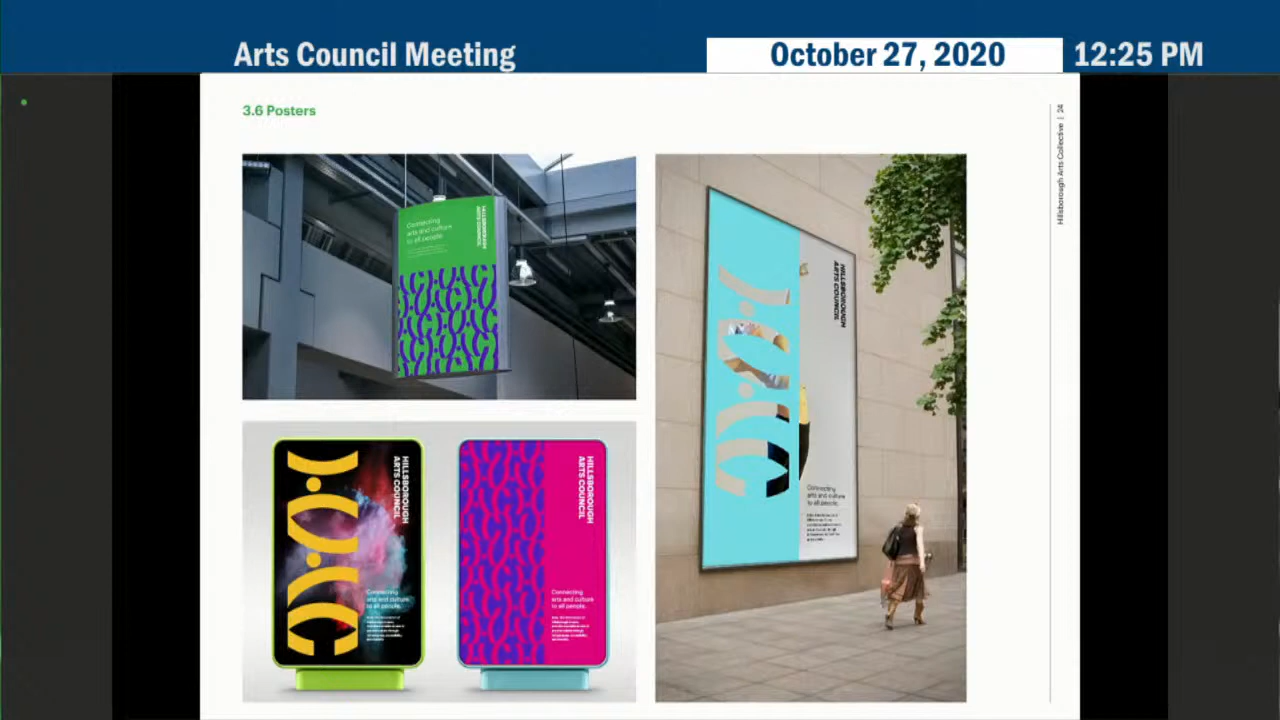 Arts Council Meeting
October 27, 2020
12:25 PM
3.6 Posters
Hillsborough Arts Collective | 24
Connecting
arts and culture
to all people.
HILLSBOROUGH
ARTS COUNCIL
HILLSBOROUGH
ARTS COUNCIL
Connecting
arts and culture
to all people.
HILLSBOROUGH
ARTS COUNCIL
Connecting
arts and culture
to all people.
HILLSBOROUGH
ARTS COUNCIL
Connecting
arts and culture
to all people.